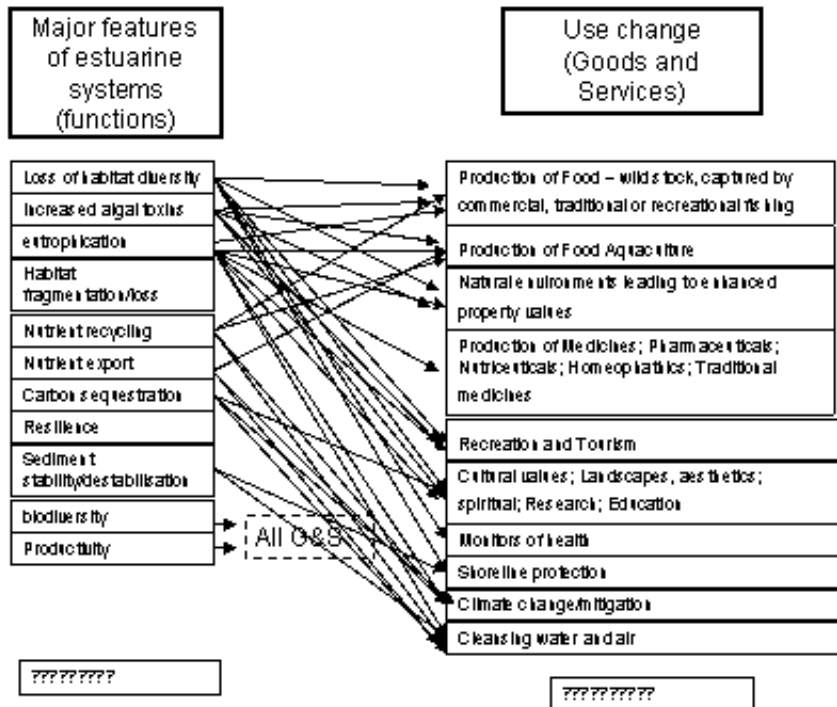 Major features
of estuarine
systems
(functions)
Use change
(Goods and
Services)
Loss of habitat diversity
Increased algal toxins
eutrophication
Habitat
fragmentation/loss
Nutrient recycling
Nutrient export
Carbon sequestration
Resilience
Sediment
stability/destabilisation
biodiversity
Productivity
All G&S
Production of Food – wild stock, captured by
commercial, traditional or recreational fishing
Production of Food Aquaculture
Natural environments leading to enhanced
property values
Production of Medicines; Pharmaceuticals;
Nutriceuticals; Homeophathics; Traditional
medicines
Recreation and Tourism
Cultural values; Landscapes, aesthetics;
spiritual; Research; Education
Monitors of health
Shoreline protection
Climate change/mitigation
Cleansing water and air
?????????
??????????